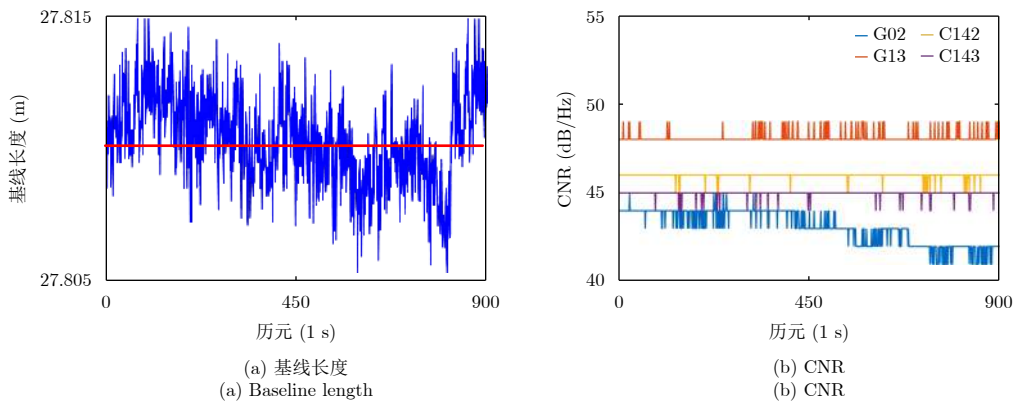 27.815
27.805
基线长度 (m)
0
450
900
历元 (1 s)
(a) 基线长度
(a) Baseline length
55
50
45
40
CNR (dB/Hz)
G02
C142
G13
C143
0
450
900
历元 (1 s)
(b) CNR
(b) CNR